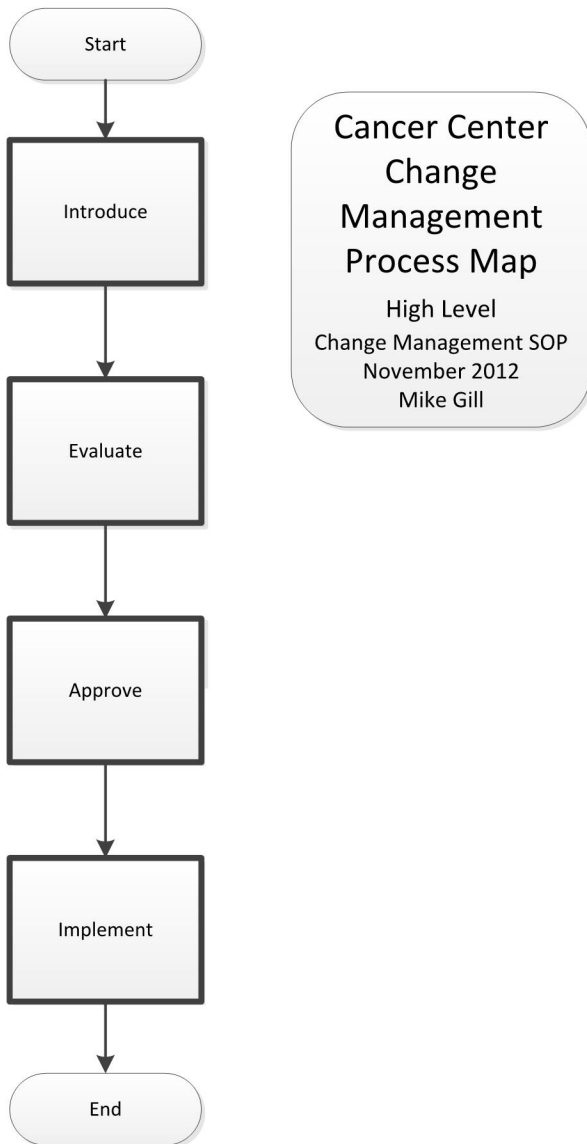 Start
Introduce
Evaluate
Approve
Implement
End
Cancer Center
Change
Management
Process Map
High Level
Change Management SOP
November 2012
Mike Gill